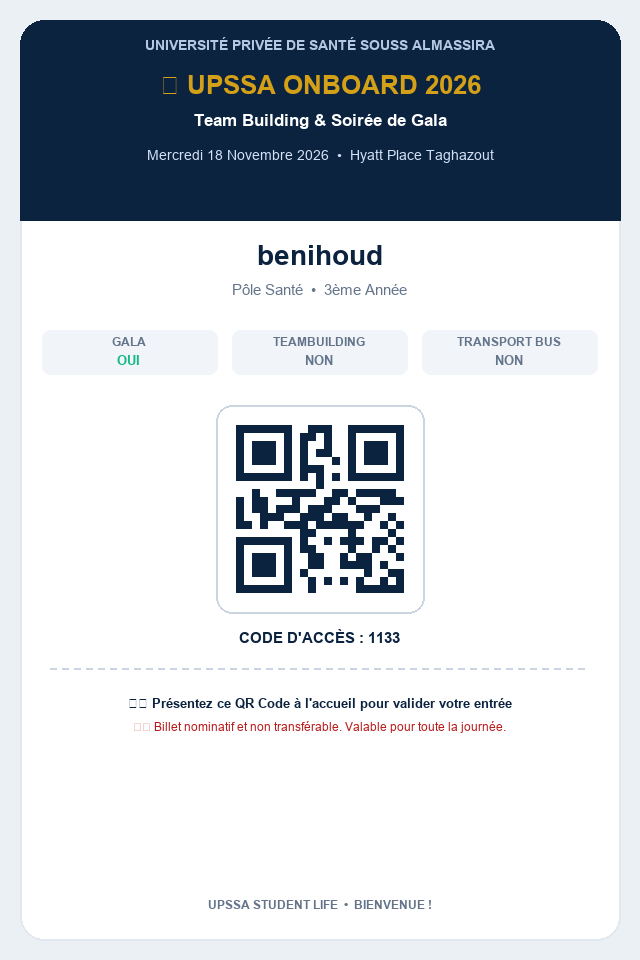 UNIVERSITÉ PRIVÉE DE SANTÉ SOUSS ALMASSIRA
UPSSA ONBOARD 2026
Team Building & Soirée de Gala
Mercredi 18 Novembre 2026 • Hyatt Place Taghazout
benihoud
Pôle Santé • 3ème Année
GALA
OUI
TEAMBUILDING
NON
TRANSPORT BUS
NON
CODE D'ACCÈS : 1133
Présentez ce QR Code à l'accueil pour valider votre entrée
Billet nominatif et non transférable. Valable pour toute la journée.
UPSSA STUDENT LIFE • BIENVENUE !